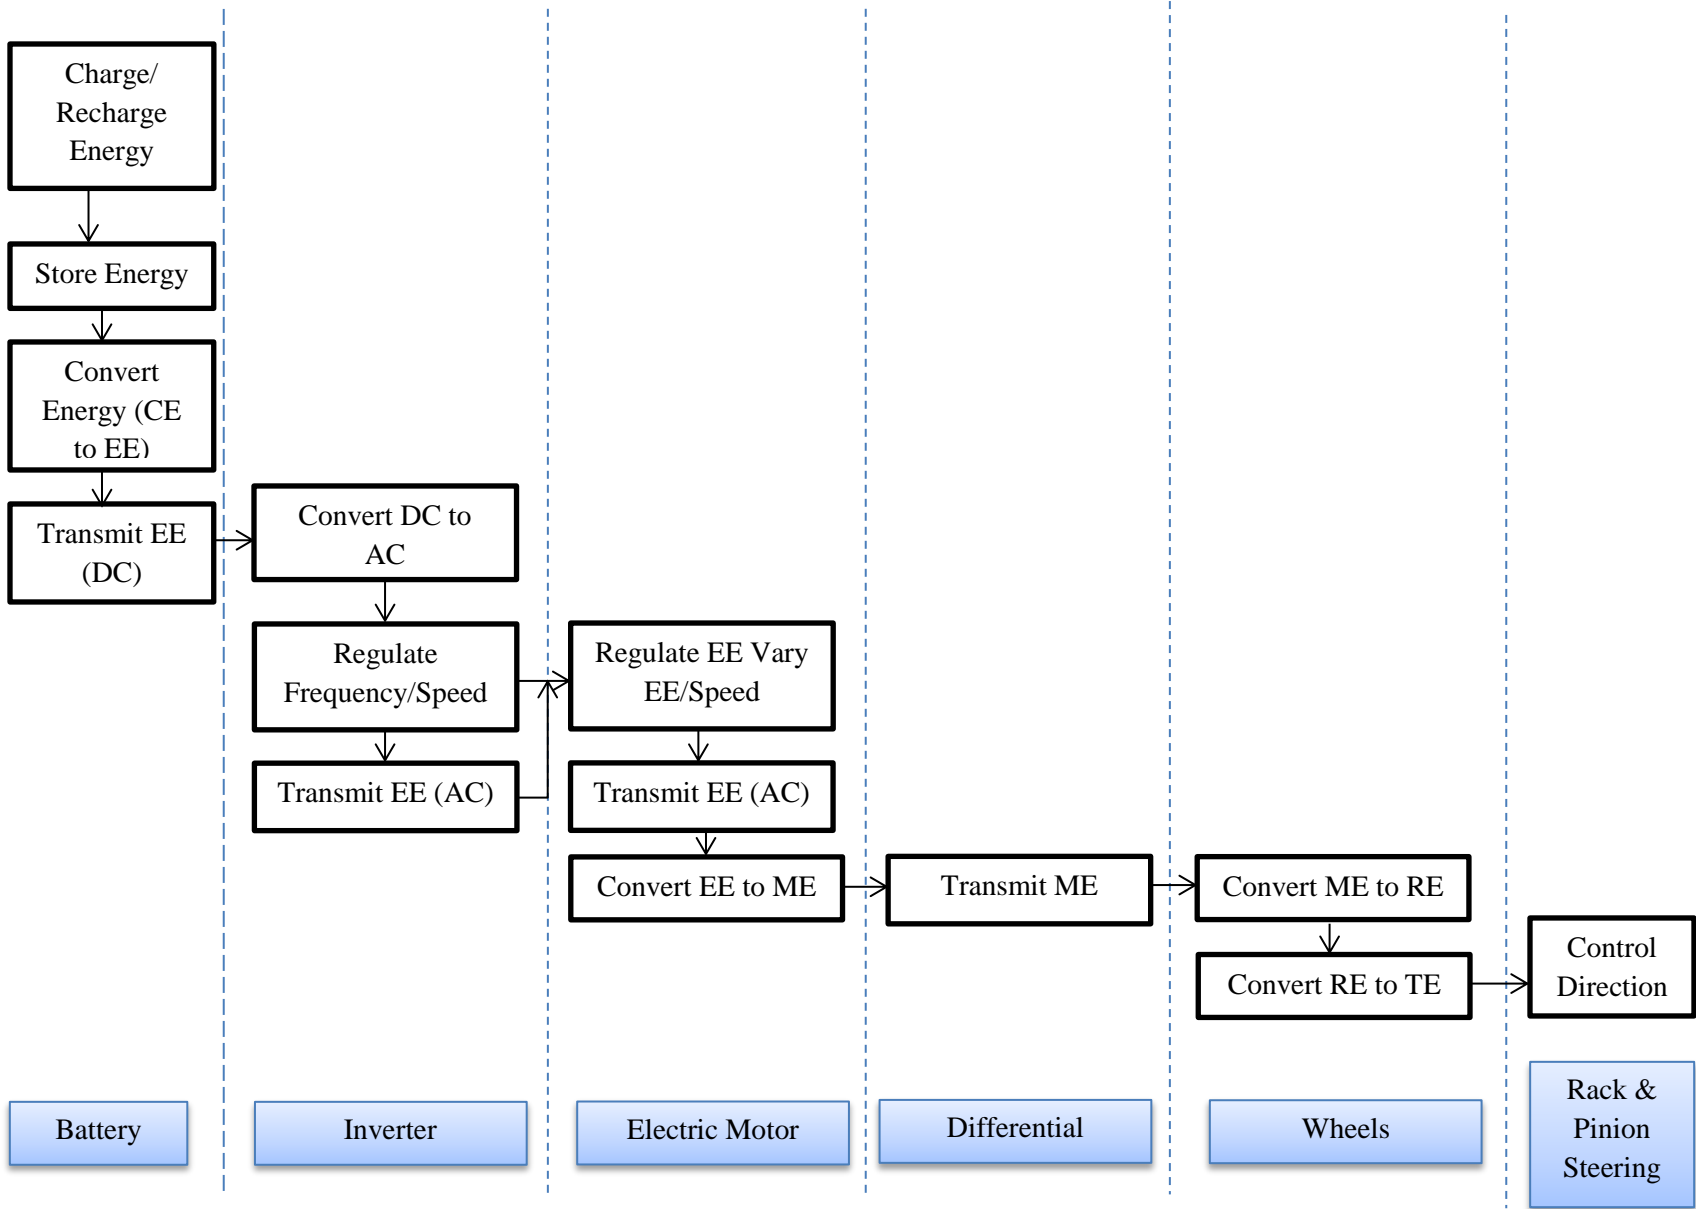 Charge/
Recharge
Energy
Store Energy
Convert
Energy (CE
to EE)
Transmit EE
(DC)
Convert DC to
AC
Regulate
Frequency/Speed
Transmit EE (AC)
Regulate EE Vary
EE/Speed
Transmit EE (AC)
Convert EE to ME
Transmit ME
Convert ME to RE
Convert RE to TE
Control
Direction
Battery
Inverter
Electric Motor
Differential
Wheels
Rack &
Pinion
Steering